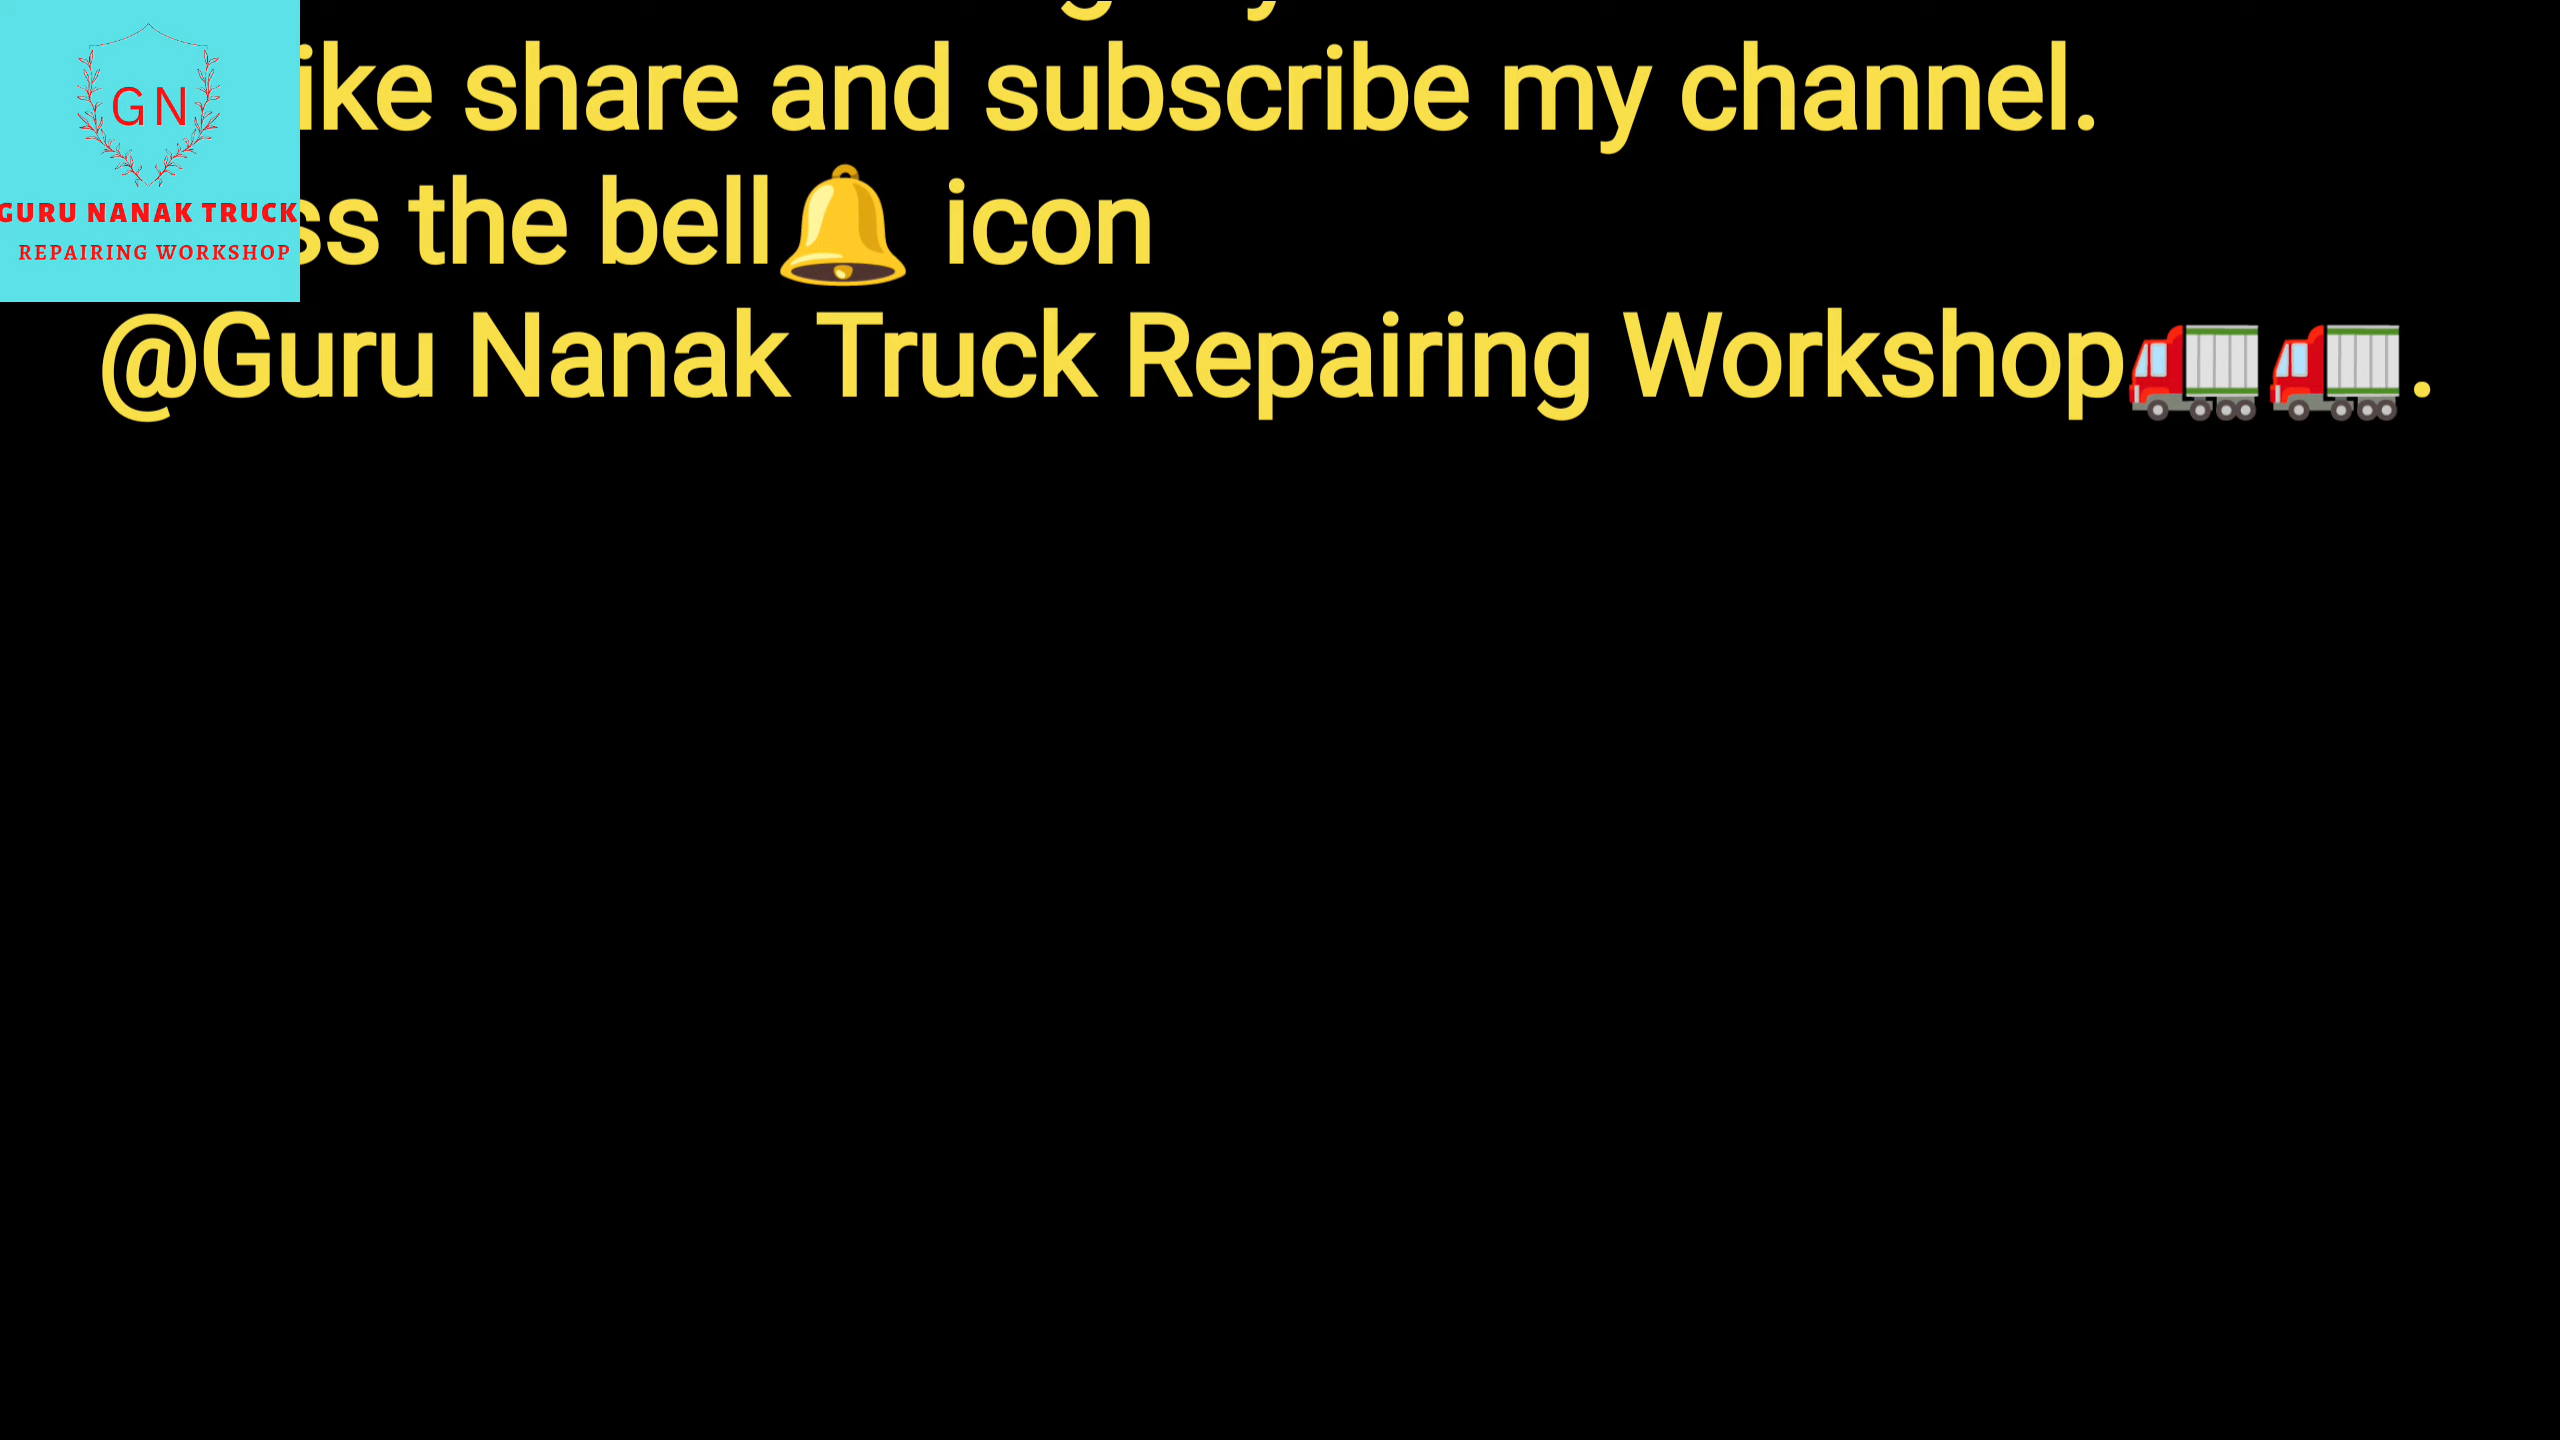 GN
GURU NANAK TRUCK
REPAIRING WORKSHOP
ike share and subscribe my channel.
ss the bell🔔 icon
@Guru Nanak Truck Repairing Workshop🚛🚛.